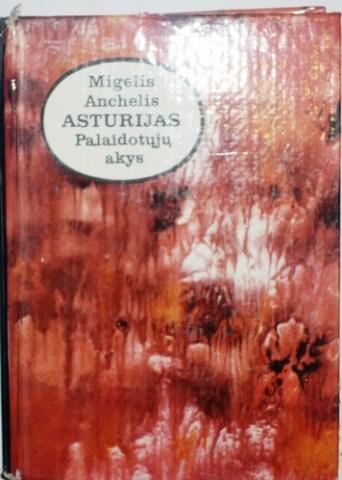 Migelis
Anchelis
ASTURIJAS
Palaidotųjų
akys